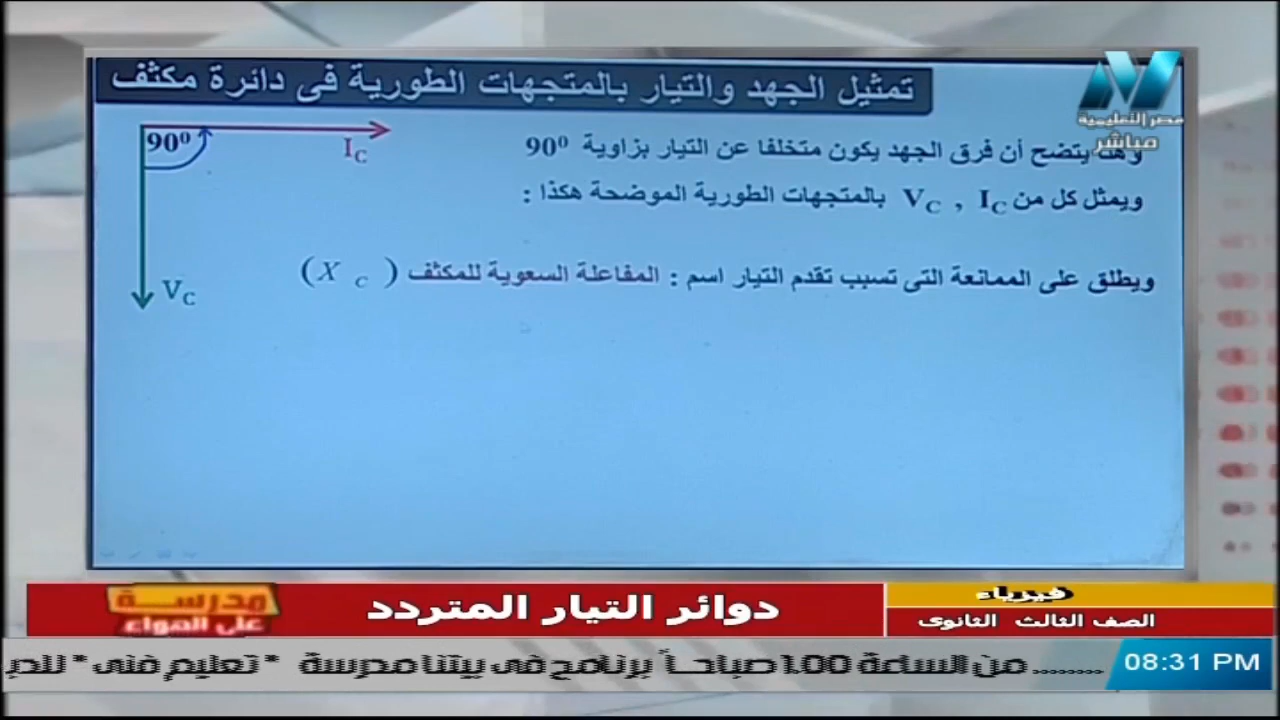 تمثيل الجهد والتيار بالمتجهات الطورية فى دائرة مكثف
مصر التعليمية
مباشر
90⁰
I_C
V_C
يتضح أن فرق الجهد يكون متخلفا عن التيار بزاوية 90⁰
ويمثل كل من V_C , I_C بالمتجهات الطورية الموضحة هكذا :
ويطلق على الممانعة التى تسبب تقدم التيار اسم : المفاعلة السعوية للمكثف (X_c)
مدرسة
على الهواء
دوائر التيار المتردد
فيزياء
الصف الثالث الثانوى
08:31 PM
........ من الساعة 1.00 صباحاً برنامج فى بيتنا مدرسة "تعليم فنى"